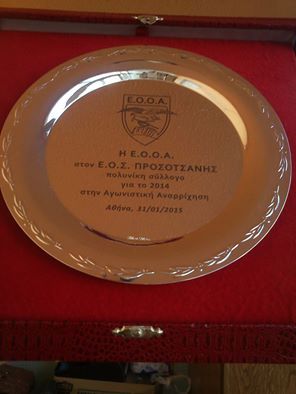 Ε.Ο.Ο.Α.
Η Ε.Ο.Ο.Α.
στον Ε.Ο.Σ. ΠΡΟΣΟΤΣΑΝΗΣ
πολυνίκη σύλλογο
για το 2014
στην Αγωνιστική Αναρρίχηση
Αθήνα, 31/01/2015